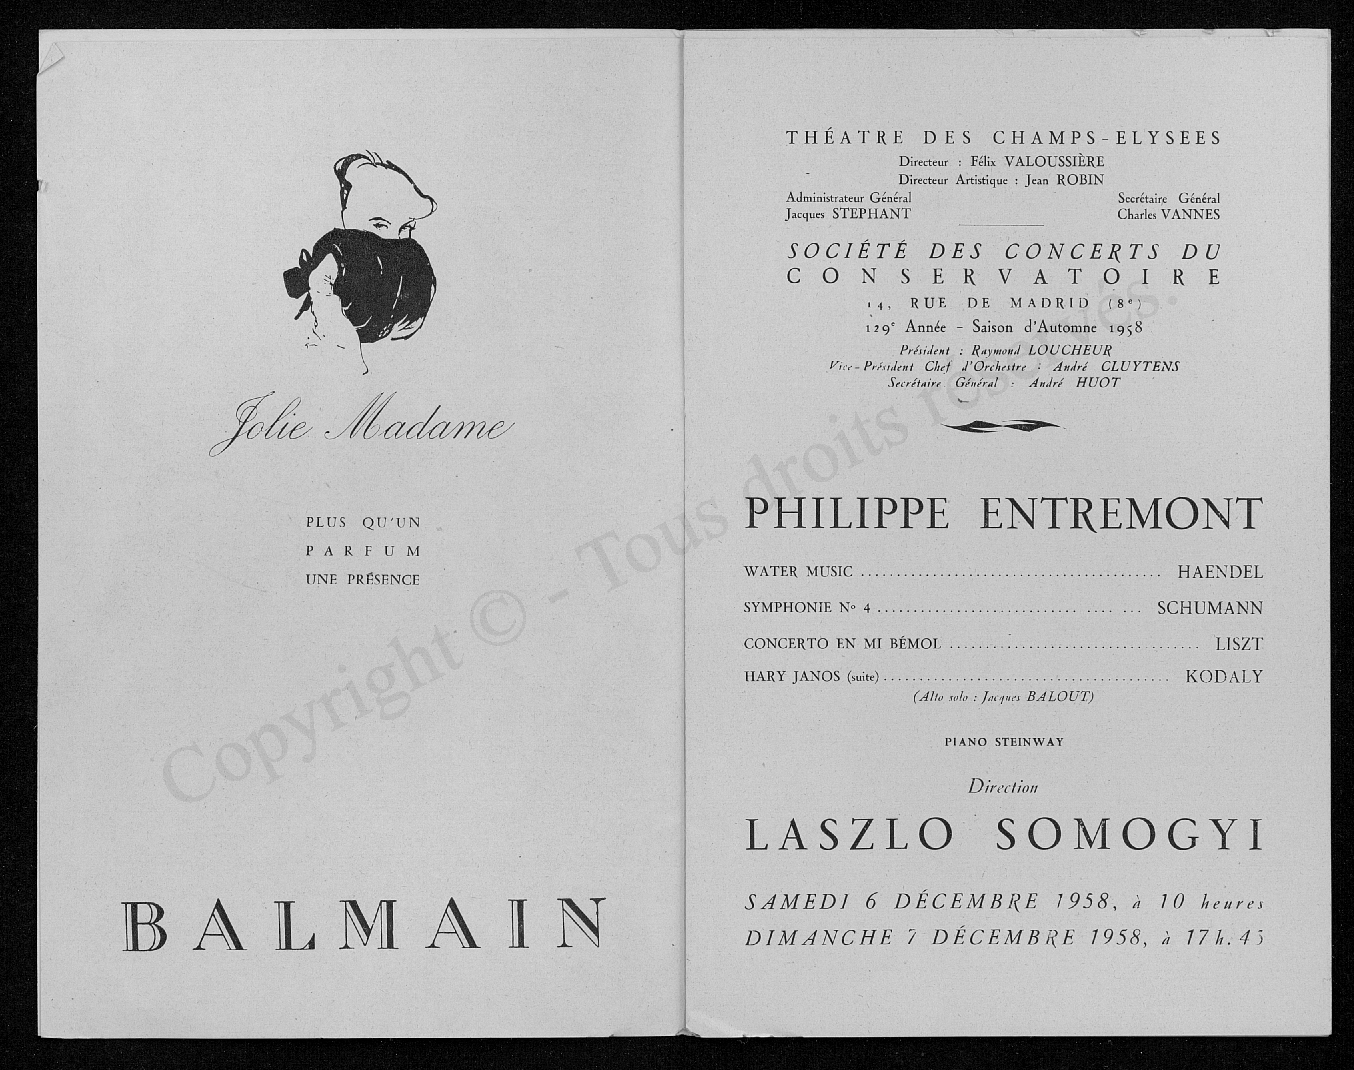 Jolie Madame
PLUS QU'UN
PARFUM
UNE PRÉSENCE
BALMAIN
THÉATRE DES CHAMPS-ELYSEES
Directeur : Félix VALOUSSIÈRE
Directeur Artistique : Jean ROBIN
Administrateur Général
Jacques STEPHANT
Secrétaire Général
Charles VANNES
SOCIÉTÉ DES CONCERTS DU
CONSERVATOIRE
14, RUE DE MADRID (8e)
129e Année - Saison d'Automne 1958
Président : Raymond LOUCHEUR
Vice-Président Chef d'Orchestre : André CLUYTENS
Secrétaire Général : André HUOT
PHILIPPE ENTREMONT
WATER MUSIC .......................................... HAENDEL
SYMPHONIE No 4 ............................ .... ... SCHUMANN
CONCERTO EN MI BÉMOL ................................... LISZT
HARY JANOS (suite) ........................................ KODALY
(Alto solo : Jacques BALOUT)
PIANO STEINWAY
Direction
LASZLO SOMOGYI
SAMEDI 6 DÉCEMBRE 1958, à 10 heures
DIMANCHE 7 DÉCEMBRE 1958, à 17 h. 45
Copyright © - Tous droits réservés.